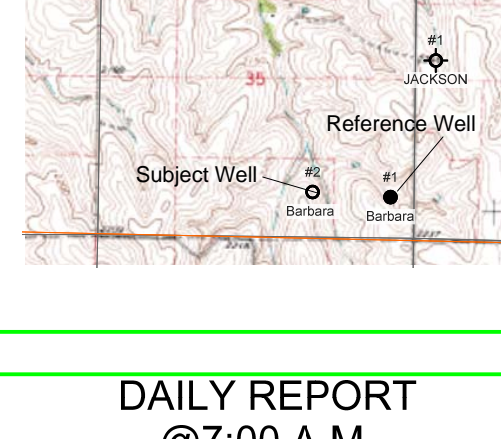 #1
JACKSON
35
Reference Well
Subject Well
#2
#1
Barbara
Barbara
DAILY REPORT
@7:00 A.M